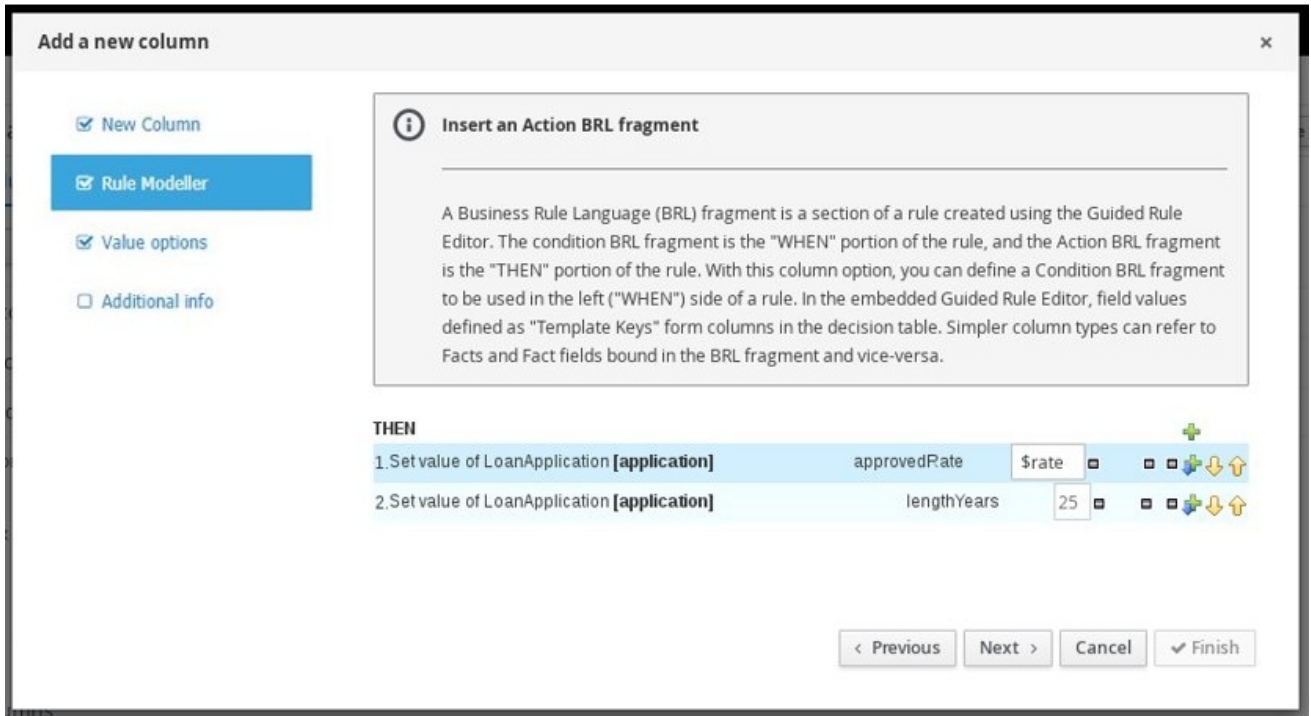 Add a new column
×
New Column
Rule Modeller
Value options
Additional info
Insert an Action BRL fragment
A Business Rule Language (BRL) fragment is a section of a rule created using the Guided Rule
Editor. The condition BRL fragment is the "WHEN" portion of the rule, and the Action BRL fragment
is the "THEN" portion of the rule. With this column option, you can define a Condition BRL fragment
to be used in the left ("WHEN") side of a rule. In the embedded Guided Rule Editor, field values
defined as "Template Keys" form columns in the decision table. Simpler column types can refer to
Facts and Fact fields bound in the BRL fragment and vice-versa.
THEN
1. Set value of LoanApplication [application] approvedRate $rate
2. Set value of LoanApplication [application] lengthYears 25
< Previous Next > Cancel ✔ Finish